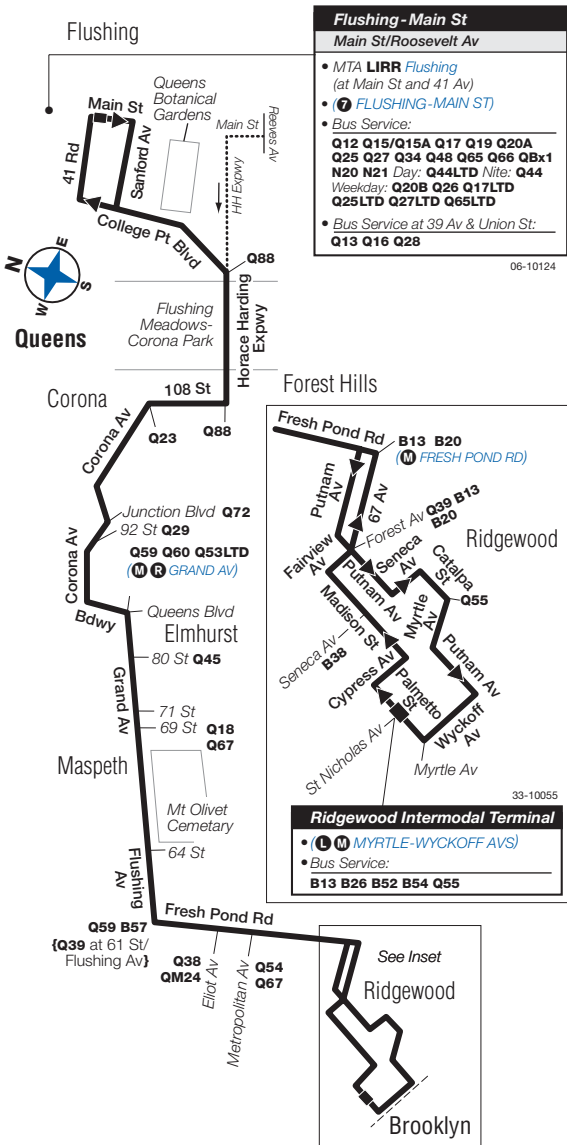 Flushing
Flushing-Main St
Main St/Roosevelt Av
• MTA LIRR Flushing
(at Main St and 41 Av)
• (7 FLUSHING-MAIN ST)
• Bus Service:
Q12 Q15/Q15A Q17 Q19 Q20A
Q25 Q27 Q34 Q48 Q65 Q66 QBx1
N20 N21 Day: Q44LTD Nite: Q44
Weekday: Q20B Q26 Q17LTD
Q25LTD Q27LTD Q65LTD
• Bus Service at 39 Av & Union St:
Q13 Q16 Q28
06-10124
Queens
Botanical
Gardens
Main St
41 Rd
Sanford Av
Main St
Reeves Av
HH Expwy
College Pt Blvd
Q88
N
E
S
W
Queens
Flushing
Meadows-
Corona Park
Horace Harding
Expwy
Corona
108 St
Q23
Q88
Corona Av
Junction Blvd Q72
92 St Q29
Q59 Q60 Q53LTD
(M R GRAND AV)
Corona Av
Bdwy
Queens Blvd
Elmhurst
80 St Q45
Grand Av
71 St
69 St Q18
Q67
Maspeth
Mt Olivet
Cemetary
64 St
Flushing
Av
Fresh Pond Rd
Q59 B57
{Q39 at 61 St/
Flushing Av}
Q38
QM24
Eliot Av
Metropolitan Av
Q54
Q67
See Inset
Ridgewood
Brooklyn
Forest Hills
Fresh Pond Rd
B13 B20
(M FRESH POND RD)
Putnam
Av
67 Av
Forest Av Q39 B13
B20
Ridgewood
Fairview
Av
Seneca
Av
Catalpa
St
Q55
Putnam Av
Madison St
Myrtle
Av
Seneca Av
B38
Putnam Av
Cypress Av
Palmetto
St
Wyckoff
Av
St Nicholas Av
Myrtle Av
33-10055
Ridgewood Intermodal Terminal
• (L M MYRTLE-WYCKOFF AVS)
• Bus Service:
B13 B26 B52 B54 Q55